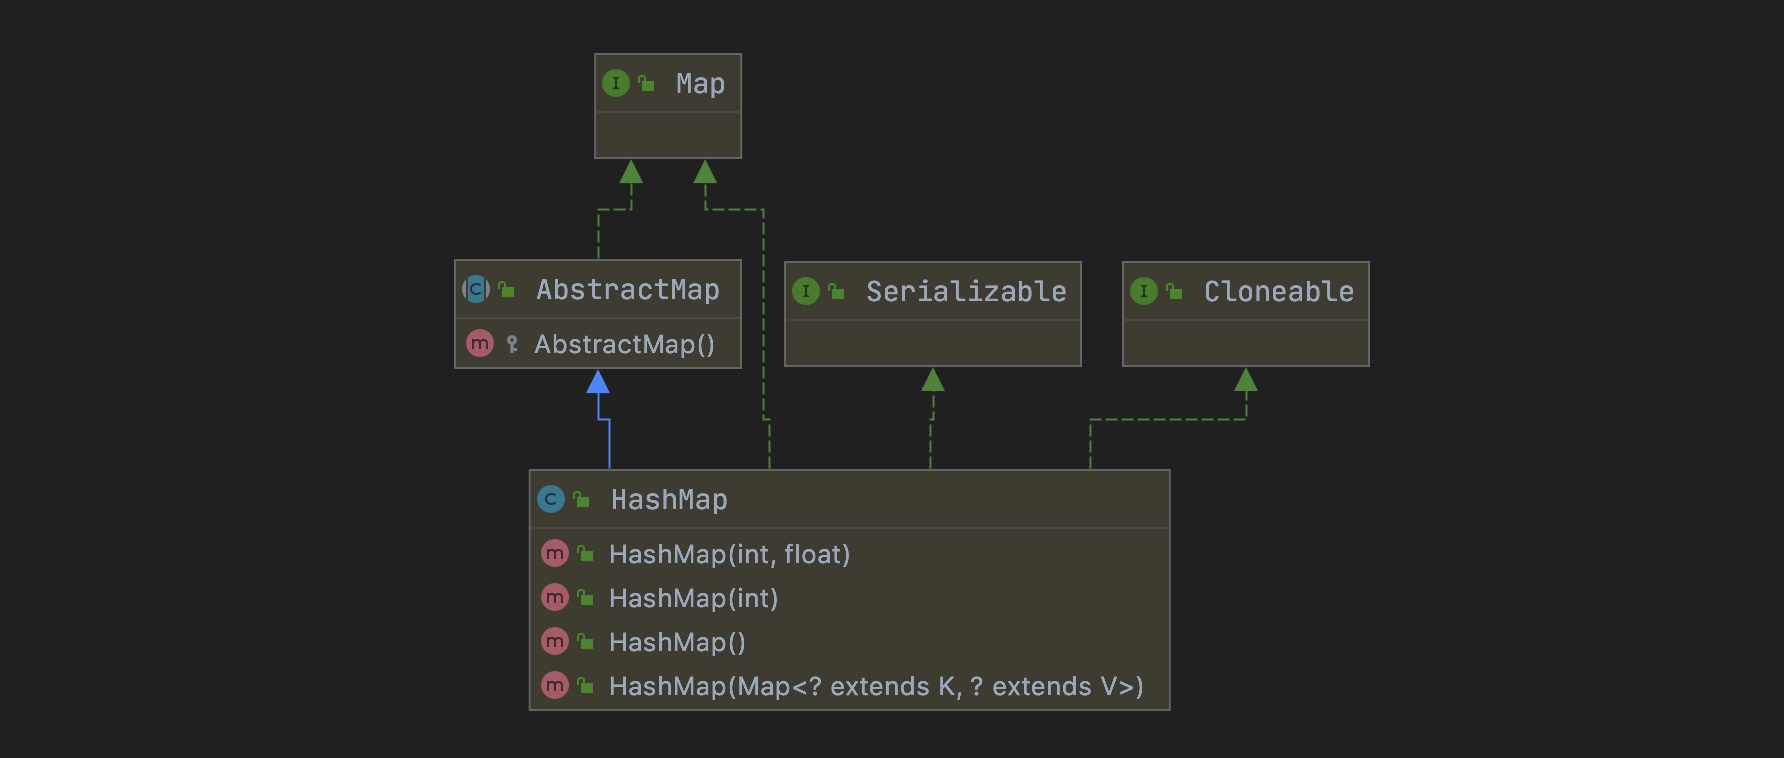 I Map
C AbstractMap
m AbstractMap()
I Serializable
I Cloneable
C HashMap
m HashMap(int, float)
m HashMap(int)
m HashMap()
m HashMap(Map<? extends K, ? extends V>)